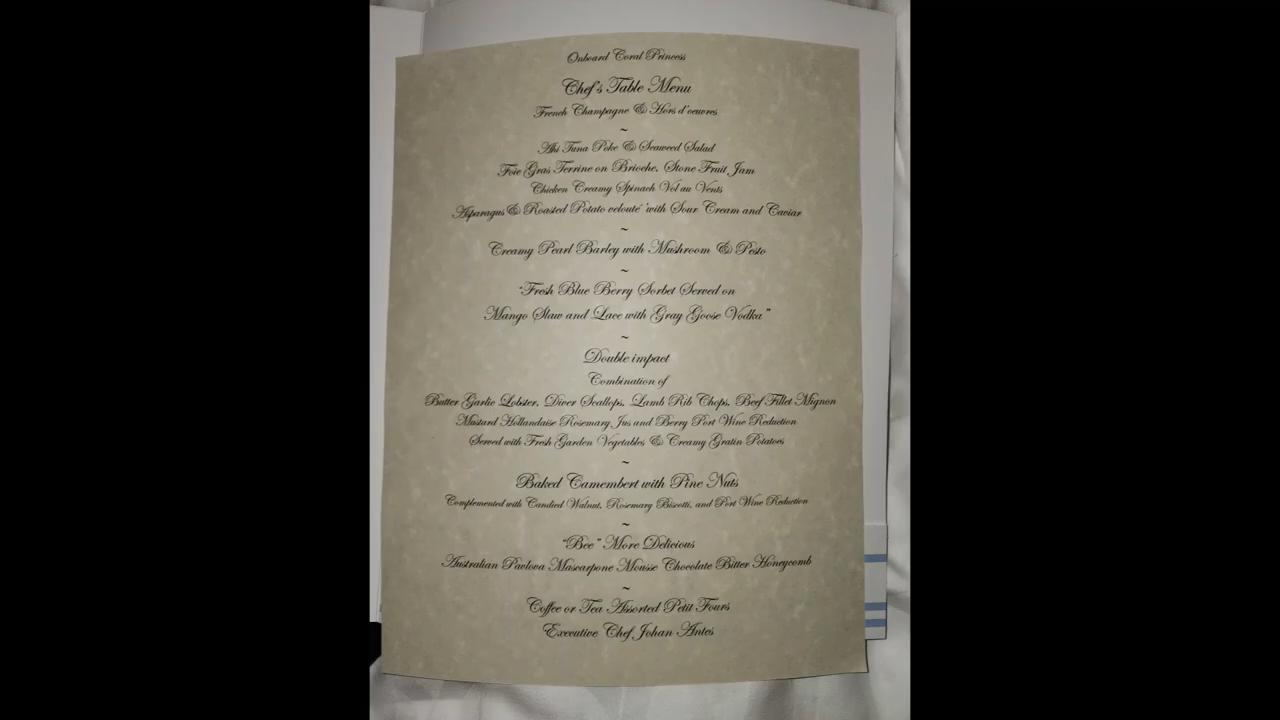 Onboard Coral Princess
Chef's Table Menu
French Champagne & Hors d'oeuvres
~
Ahi Tuna Poke & Seaweed Salad
Foie Gras Terrine on Brioche, Stone Fruit Jam
Chicken Creamy Spinach Vol au Vents
Asparagus & Roasted Potato velouté 'with Sour Cream and Caviar
~
Creamy Pearl Barley with Mushroom & Pesto
~
"Fresh Blue Berry Sorbet Served on
Mango Slaw and Lace with Gray Goose Vodka"
~
Double impact
Combination of
Butter Garlic Lobster, Diver Scallops, Lamb Rib Chops, Beef Fillet Mignon
Mustard Hollandaise Rosemary Jus and Berry Port Wine Reduction
Served with Fresh Garden Vegetables & Creamy Gratin Potatoes
~
Baked Camembert with Pine Nuts
Complemented with Candied Walnut, Rosemary Biscotti, and Port Wine Reduction
~
"Bee" More Delicious
Australian Pavlova Mascarpone Mousse Chocolate Bitter Honeycomb
~
Coffee or Tea Assorted Petit Fours
Executive Chef Johan Antes